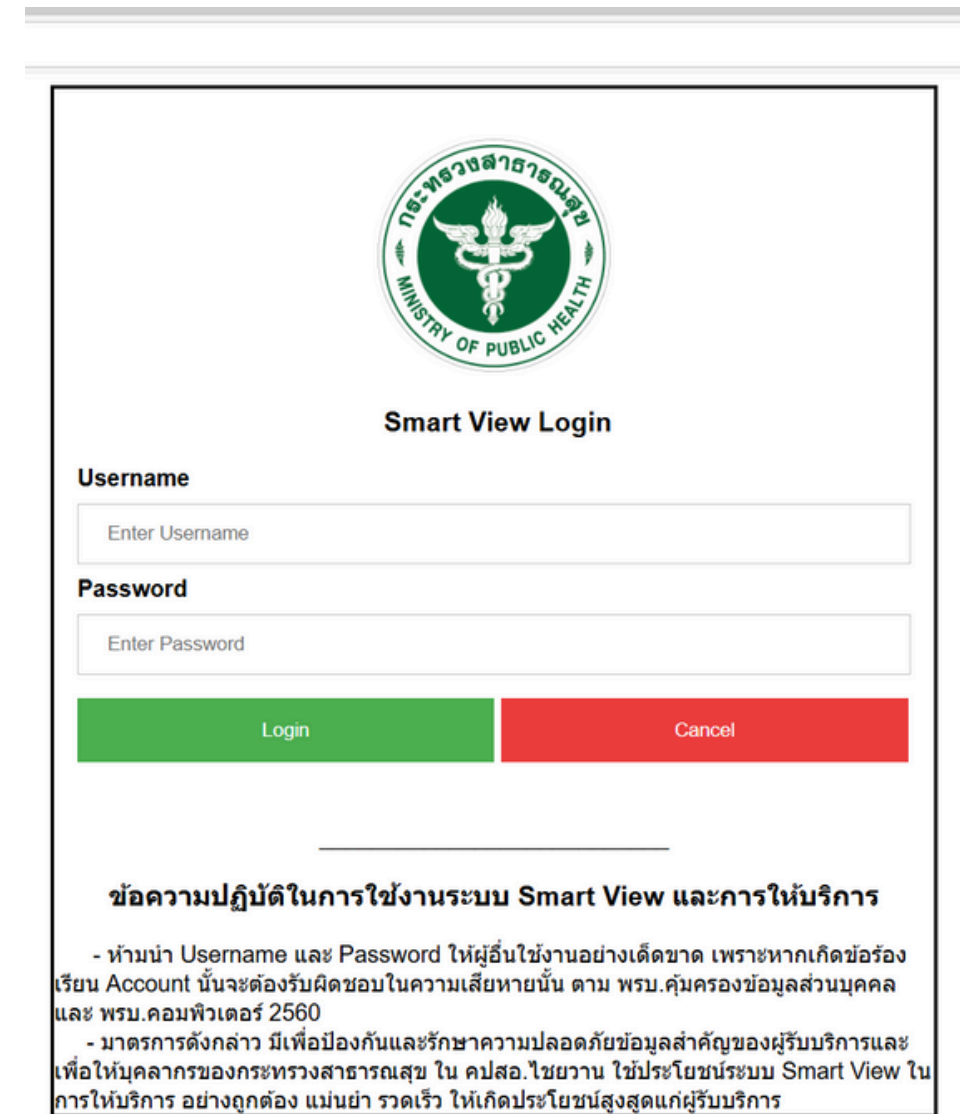 กระทรวงสาธารณสุข
MINISTRY OF PUBLIC HEALTH
Smart View Login
Username
Enter Username
Password
Enter Password
Login Cancel
ข้อความปฏิบัติในการใช้งานระบบ Smart View และการให้บริการ
- ห้ามนำ Username และ Password ให้ผู้อื่นใช้งานอย่างเด็ดขาด เพราะหากเกิดข้อร้อง
เรียน Account นั้นจะต้องรับผิดชอบในความเสียหายนั้น ตาม พรบ.คุ้มครองข้อมูลส่วนบุคคล
และ พรบ.คอมพิวเตอร์ 2560
- มาตรการดังกล่าว มีเพื่อป้องกันและรักษาความปลอดภัยข้อมูลสำคัญของผู้รับบริการและ
เพื่อให้บุคลากรของกระทรวงสาธารณสุข ใน คปสอ.ไชยวาน ใช้ประโยชน์ระบบ Smart View ใน
การให้บริการ อย่างถูกต้อง แม่นยำ รวดเร็ว ให้เกิดประโยชน์สูงสุดแก่ผู้รับบริการ